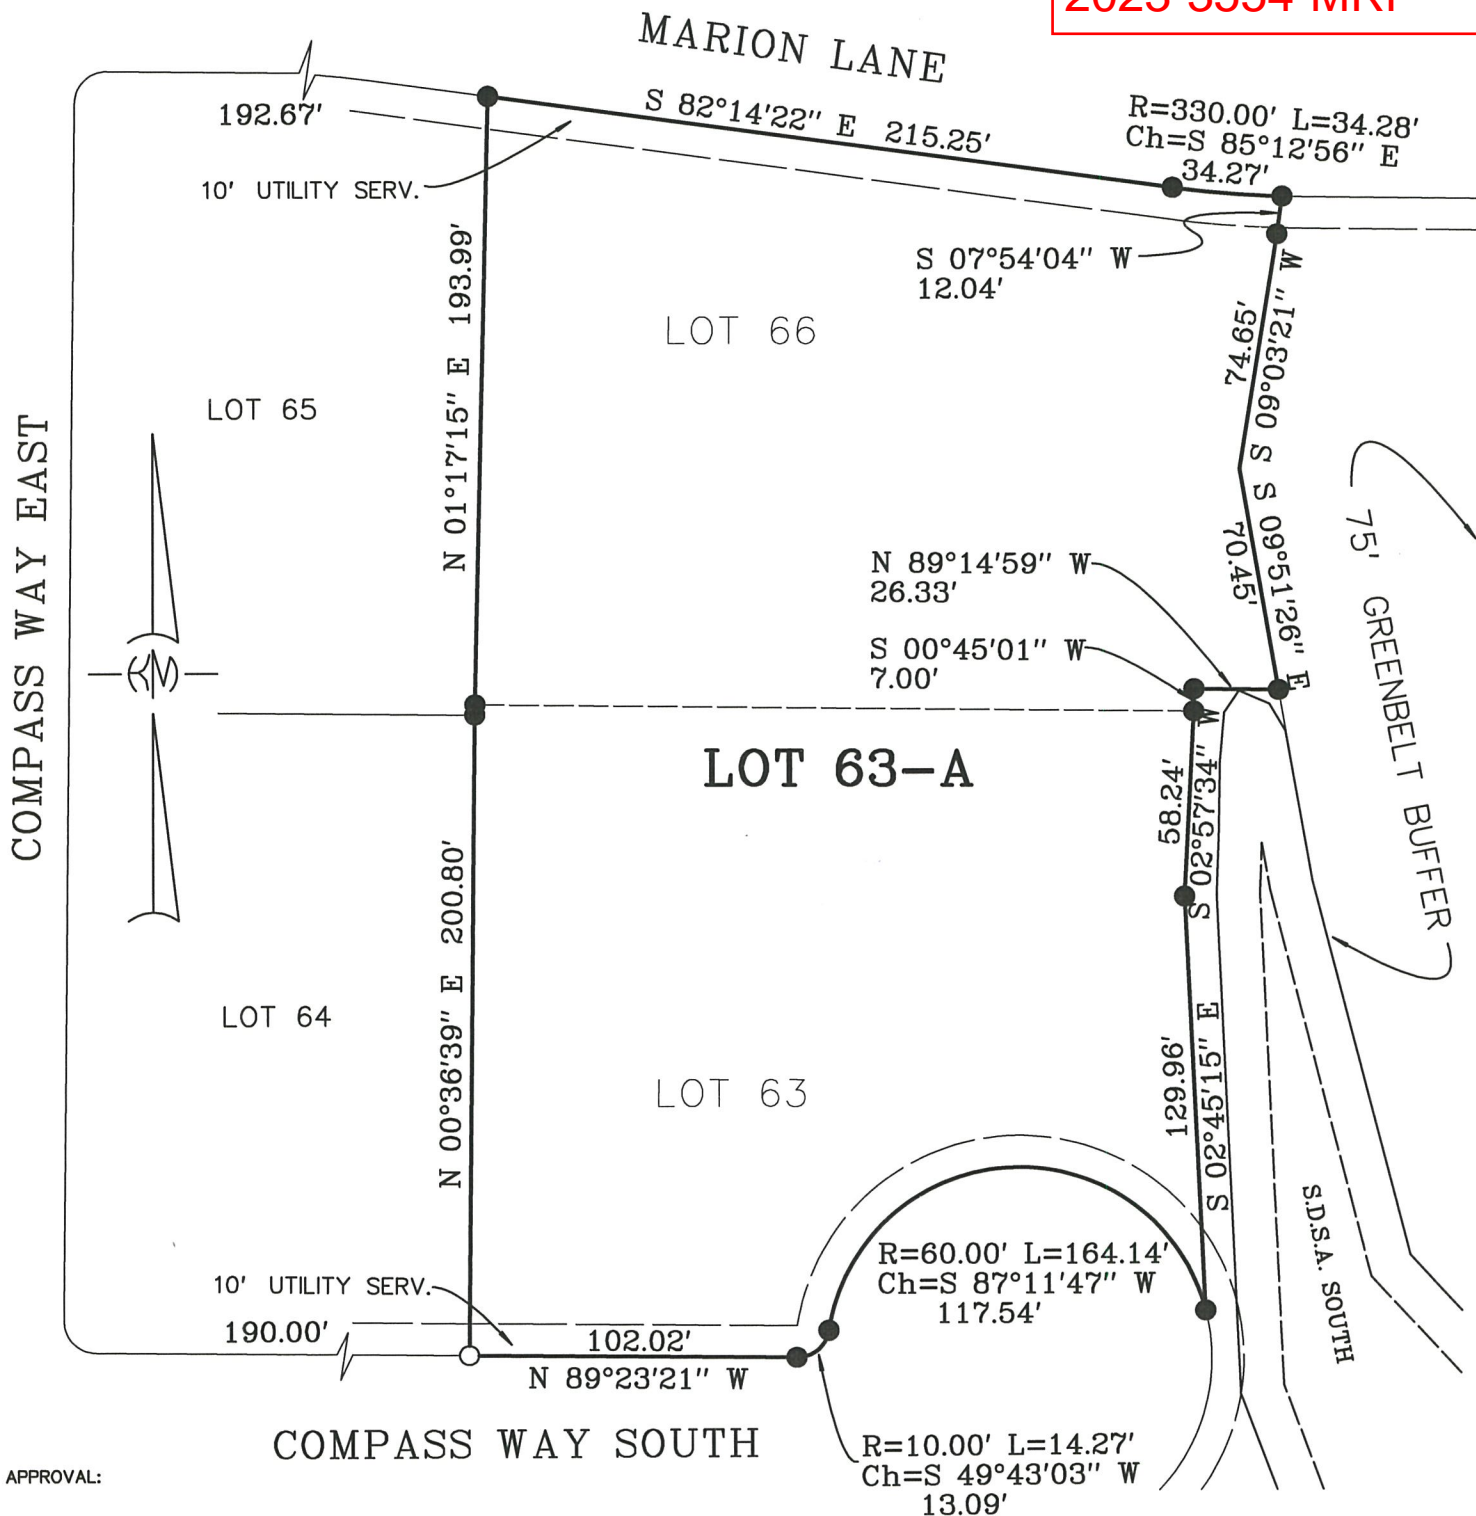 MARION LANE
192.67'
S 82°14'22" E 215.25'
R=330.00' L=34.28'
Ch=S 85°12'56" E
34.27'
10' UTILITY SERV.
S 07°54'04" W
12.04'
LOT 66
N 01°17'15" E 193.99'
74.65'
S 09°03'21" W
LOT 65
COMPASS WAY EAST
70.45'
S 09°51'26" E
75' GREENBELT BUFFER
N 89°14'59" W
26.33'
S 00°45'01" W
7.00'
LOT 63-A
58.24'
S 02°57'34" W
N 00°36'39" E 200.80'
LOT 64
LOT 63
129.96'
S 02°45'15" E
S.D.S.A. SOUTH
R=60.00' L=164.14'
Ch=S 87°11'47" W
117.54'
10' UTILITY SERV.
190.00'
102.02'
N 89°23'21" W
COMPASS WAY SOUTH
R=10.00' L=14.27'
Ch=S 49°43'03" W
13.09'
APPROVAL: